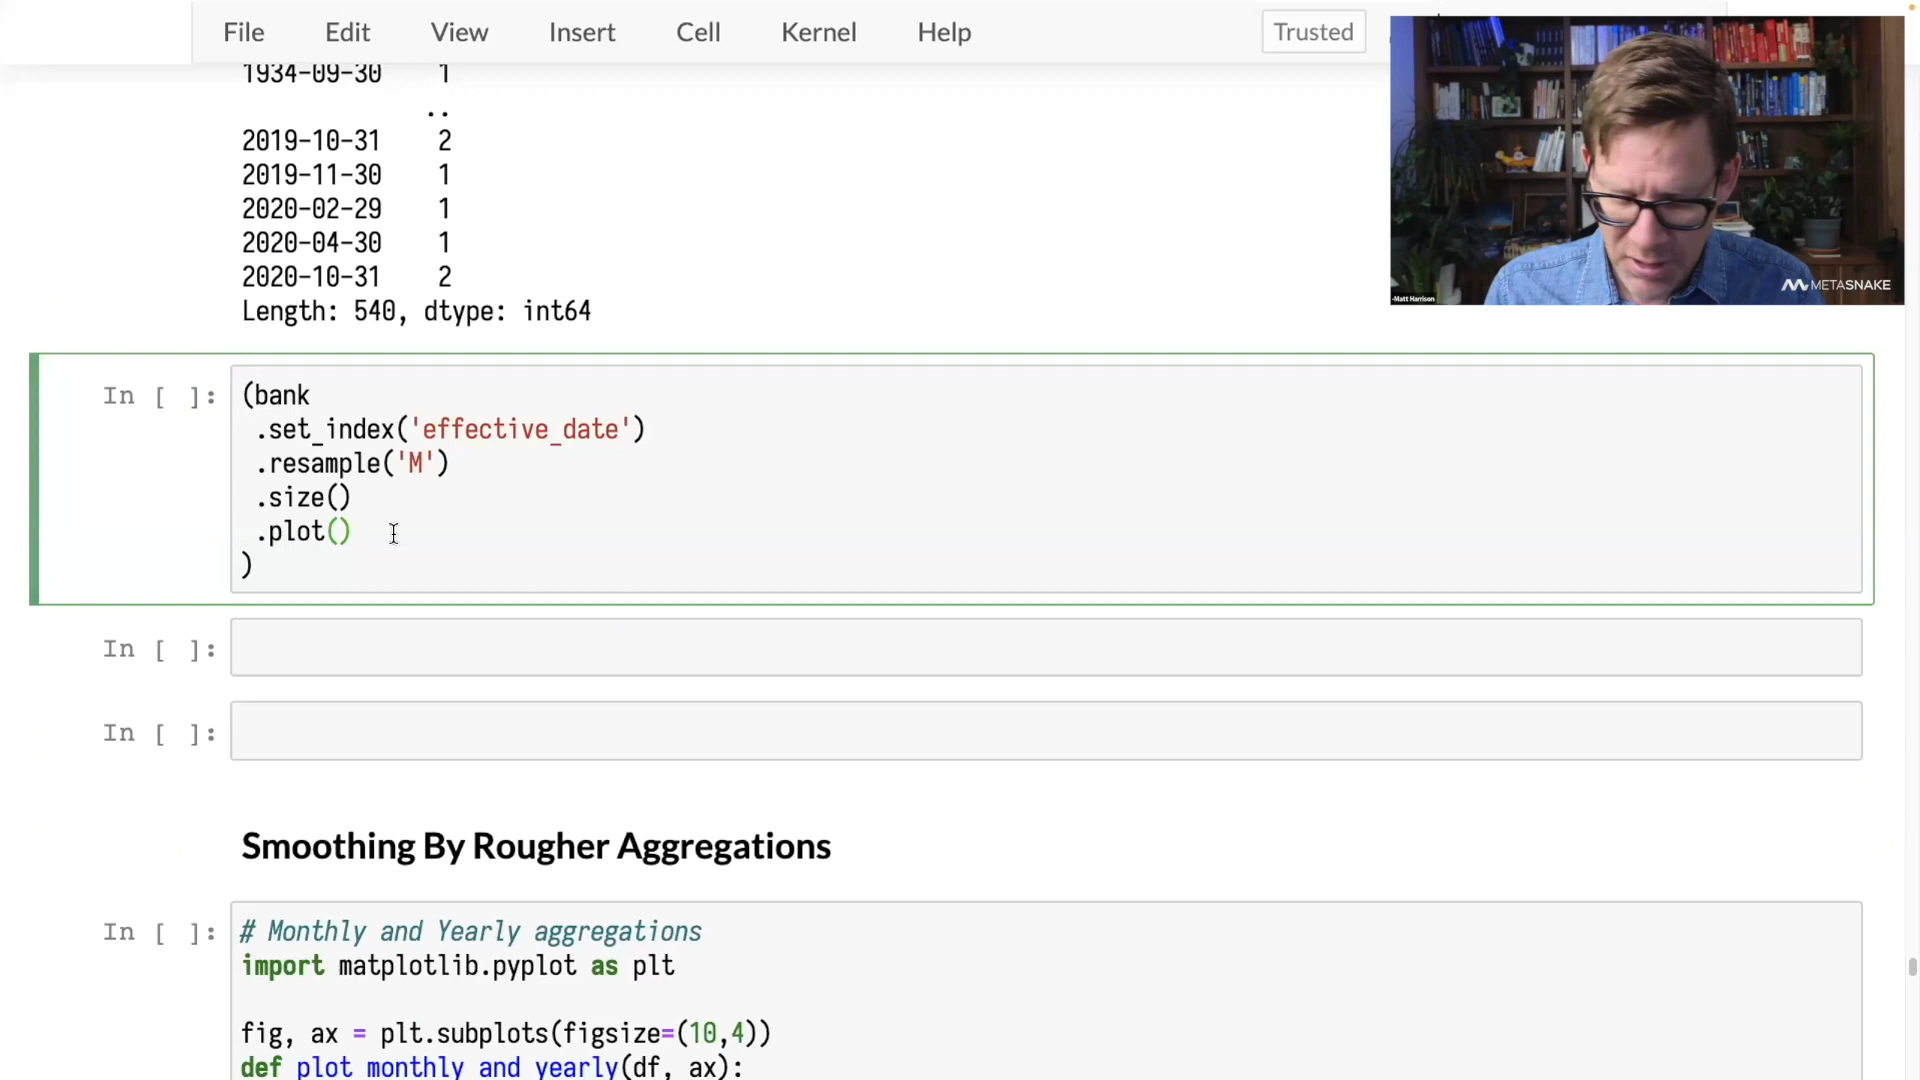 File Edit View Insert Cell Kernel Help Trusted
1934-09-30 1
..
2019-10-31 2
2019-11-30 1
2020-02-29 1
2020-04-30 1
2020-10-31 2
Length: 540, dtype: int64
-Matt Harrison
METASNAKE
In [ ]: (bank
.set_index('effective_date')
.resample('M')
.size()
.plot()
)
In [ ]:
In [ ]:
Smoothing By Rougher Aggregations
In [ ]: # Monthly and Yearly aggregations
import matplotlib.pyplot as plt
fig, ax = plt.subplots(figsize=(10,4))
def plot_monthly_and_yearly(df, ax):